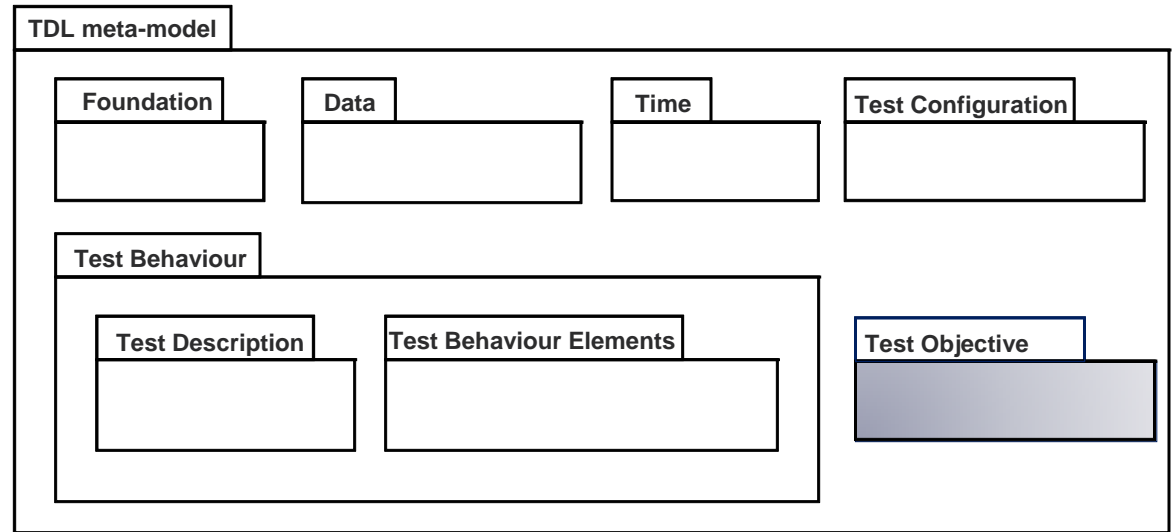 TDL meta-model
Foundation
Data
Time
Test Configuration
Test Behaviour
Test Description
Test Behaviour Elements
Test Objective